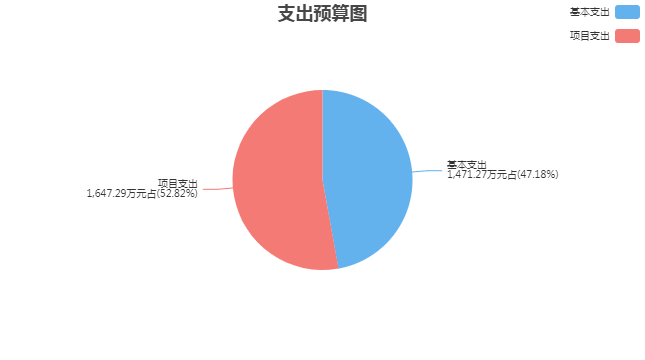 支出预算图
基本支出
项目支出
基本支出
1,471.27万元占(47.18%)
项目支出
1,647.29万元占(52.82%)